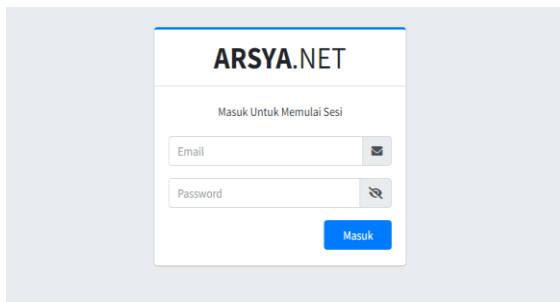 ARSYA.NET
Masuk Untuk Memulai Sesi
Email
Password
Masuk